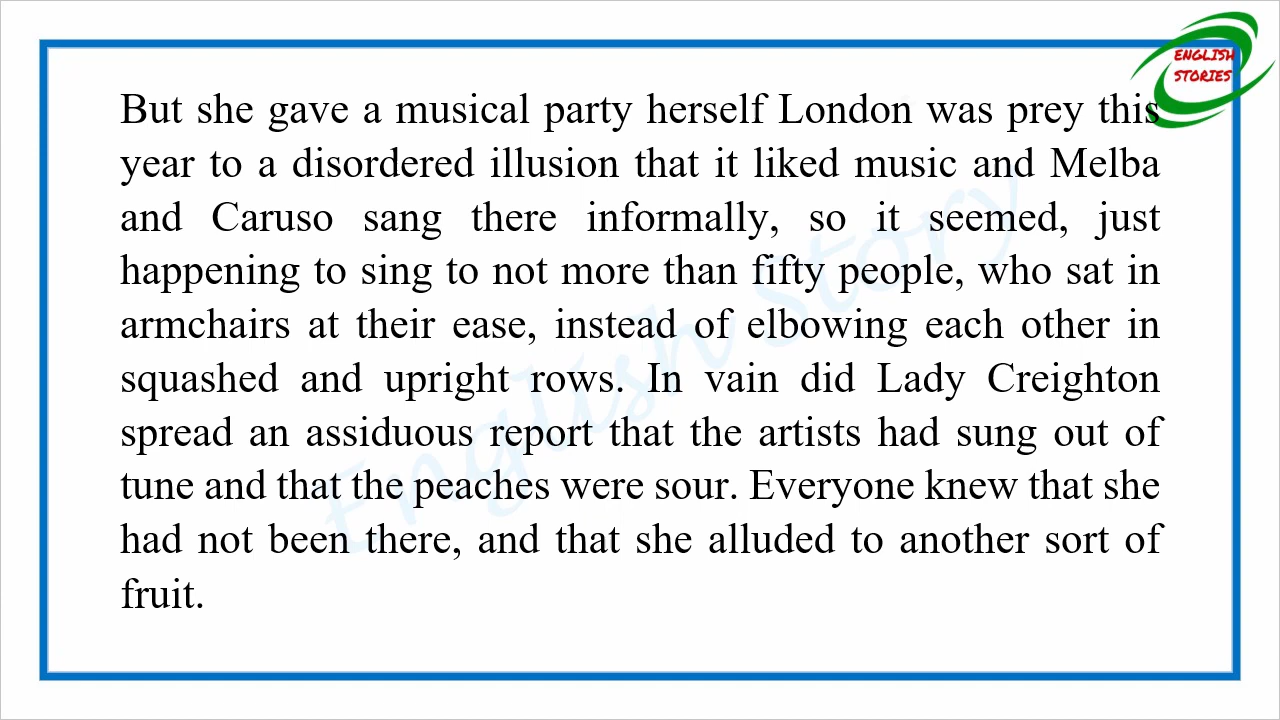 ENGLISH
STORIES
But she gave a musical party herself London was prey this
year to a disordered illusion that it liked music and Melba
and Caruso sang there informally, so it seemed, just
happening to sing to not more than fifty people, who sat in
armchairs at their ease, instead of elbowing each other in
squashed and upright rows. In vain did Lady Creighton
spread an assiduous report that the artists had sung out of
tune and that the peaches were sour. Everyone knew that she
had not been there, and that she alluded to another sort of
fruit.
English Story